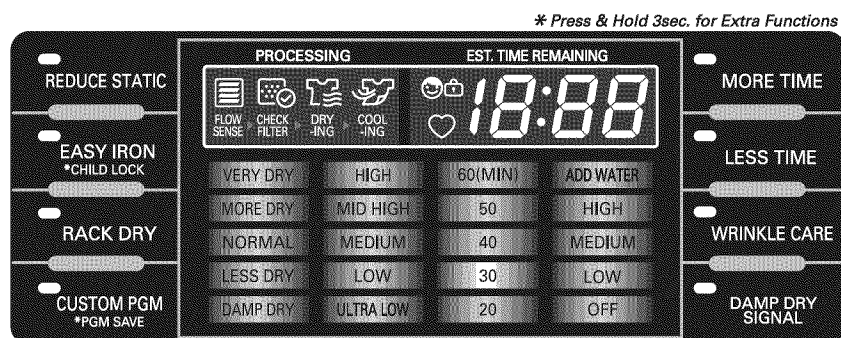 * Press & Hold 3sec. for Extra Functions
PROCESSING EST. TIME REMAINING
REDUCE STATIC
EASY IRON
*CHILD LOCK
RACK DRY
CUSTOM PGM
*PGM SAVE
FLOW SENSE
CHECK FILTER
DRY -ING
COOL -ING
18:88
VERY DRY HIGH 60(MIN) ADD WATER
MORE DRY MID HIGH 50 HIGH
NORMAL MEDIUM 40 MEDIUM
LESS DRY LOW 30 LOW
DAMP DRY ULTRA LOW 20 OFF
MORE TIME
LESS TIME
WRINKLE CARE
DAMP DRY
SIGNAL